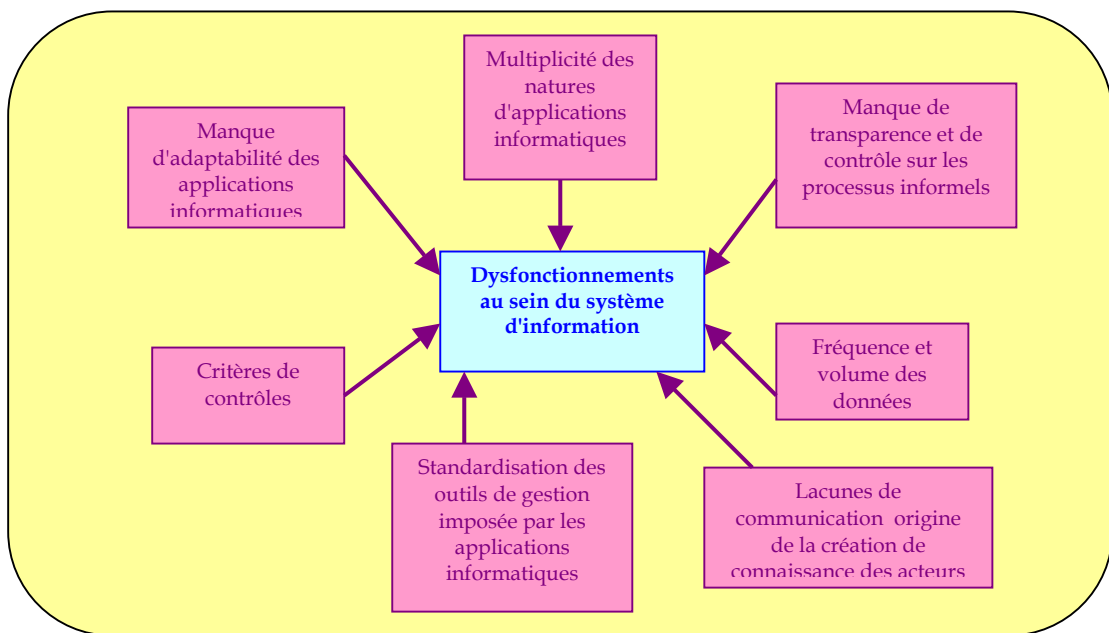 Multiplicité des
natures
d'applications
informatiques
Manque
d'adaptabilité des
applications
informatiques
Manque de
transparence et de
contrôle sur les
processus informels
Dysfonctionnements
au sein du système
d'information
Critères de
contrôles
Fréquence et
volume des
données
Standardisation des
outils de gestion
imposée par les
applications
informatiques
Lacunes de
communication origine
de la création de
connaissance des acteurs